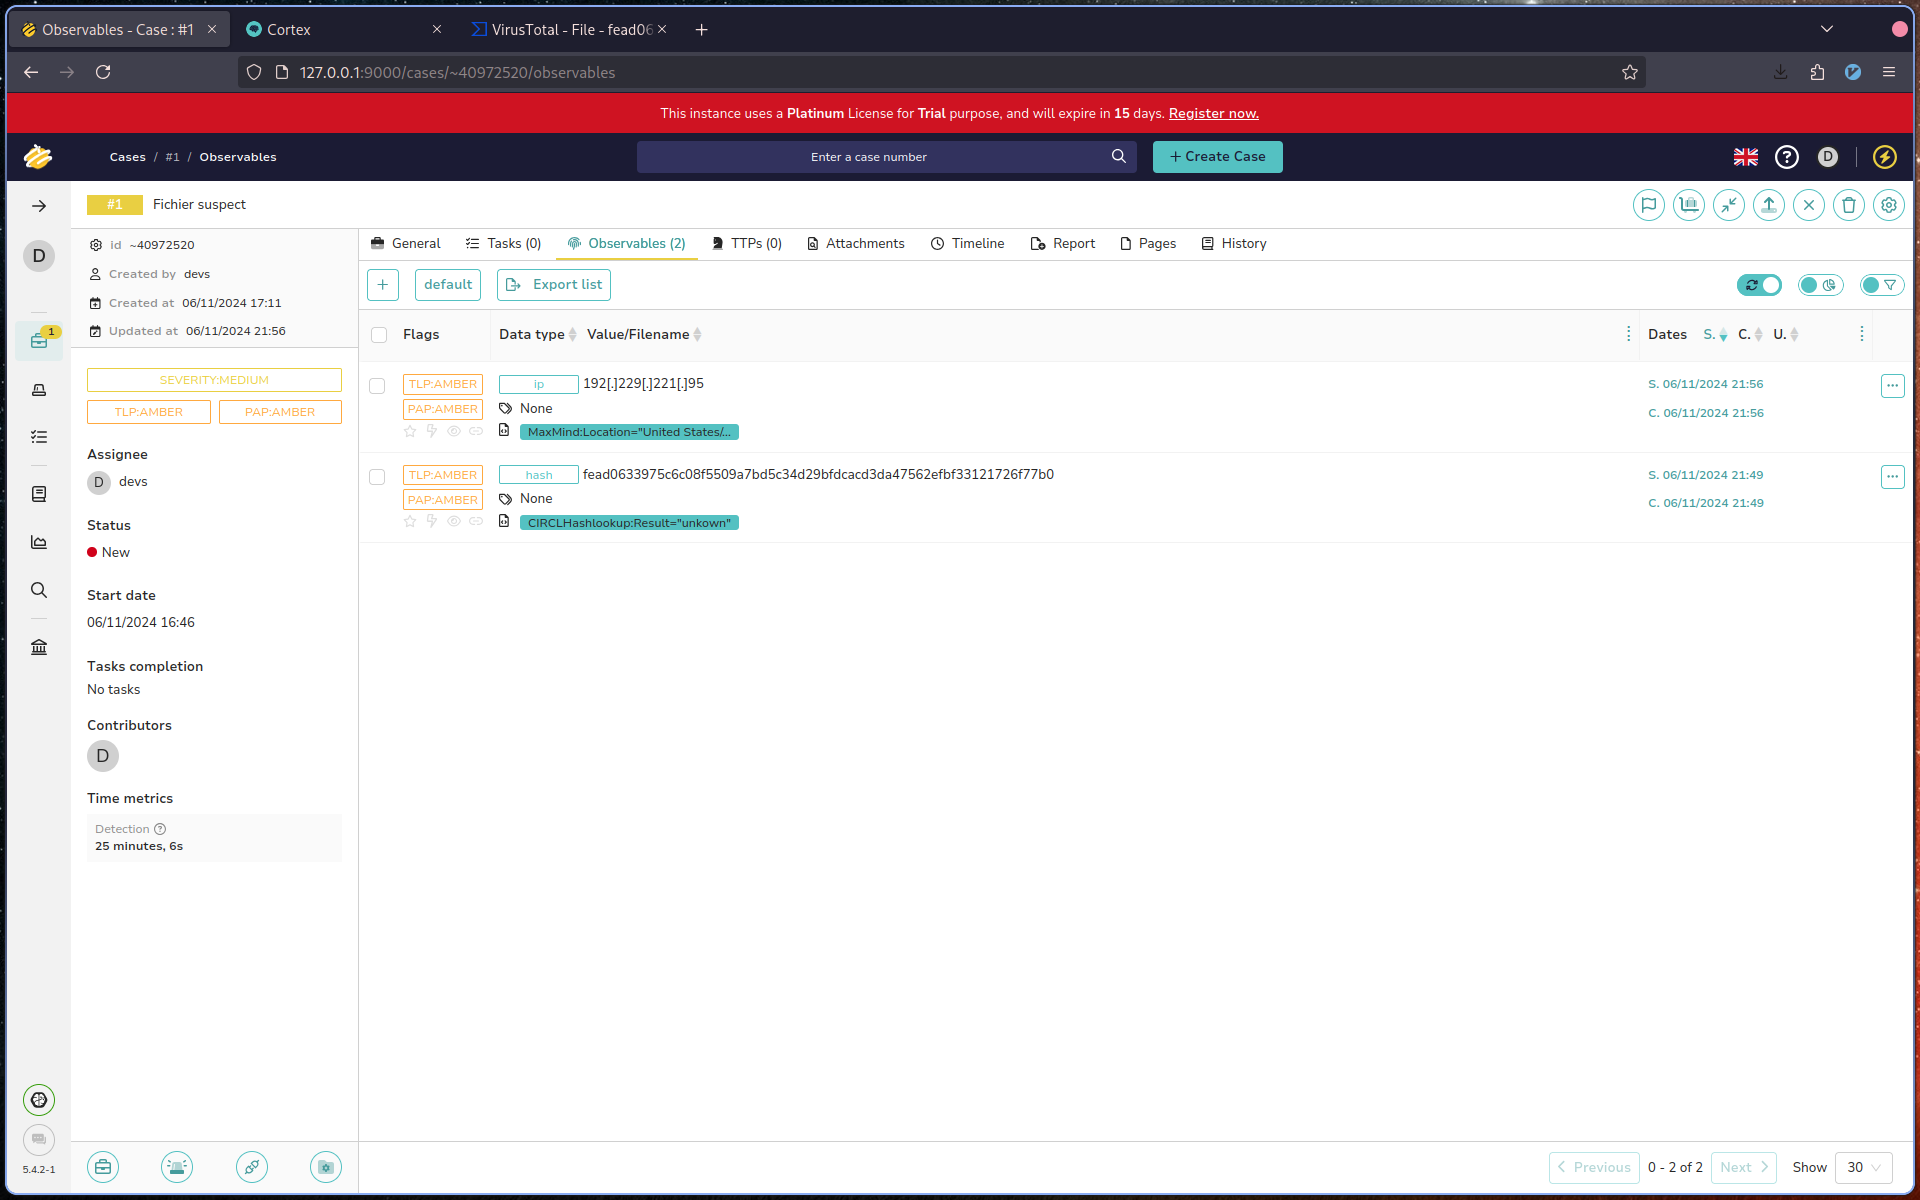 Observables - Case : #1
Cortex
VirusTotal - File - fead06
127.0.0.1:9000/cases/~40972520/observables
This instance uses a Platinum License for Trial purpose, and will expire in 15 days. Register now.
Cases / #1 / Observables
Enter a case number
+ Create Case
? D
#1 Fichier suspect
D
1
id ~40972520
Created by devs
Created at 06/11/2024 17:11
Updated at 06/11/2024 21:56
SEVERITY:MEDIUM
TLP:AMBER PAP:AMBER
Assignee
D devs
Status
New
Start date
06/11/2024 16:46
Tasks completion
No tasks
Contributors
D
Time metrics
Detection ?
25 minutes, 6s
5.4.2-1
General Tasks (0) Observables (2) TTPs (0) Attachments Timeline Report Pages History
+ default Export list
Flags Data type Value/Filename Dates S. C. U.
TLP:AMBER ip 192[.]229[.]221[.]95 S. 06/11/2024 21:56
PAP:AMBER None C. 06/11/2024 21:56
MaxMind:Location="United States/...
TLP:AMBER hash fead0633975c6c08f5509a7bd5c34d29bfdcacd3da47562efbf33121726f77b0 S. 06/11/2024 21:49
PAP:AMBER None C. 06/11/2024 21:49
CIRCLHashlookup:Result="unkown"
Previous 0 - 2 of 2 Next Show 30